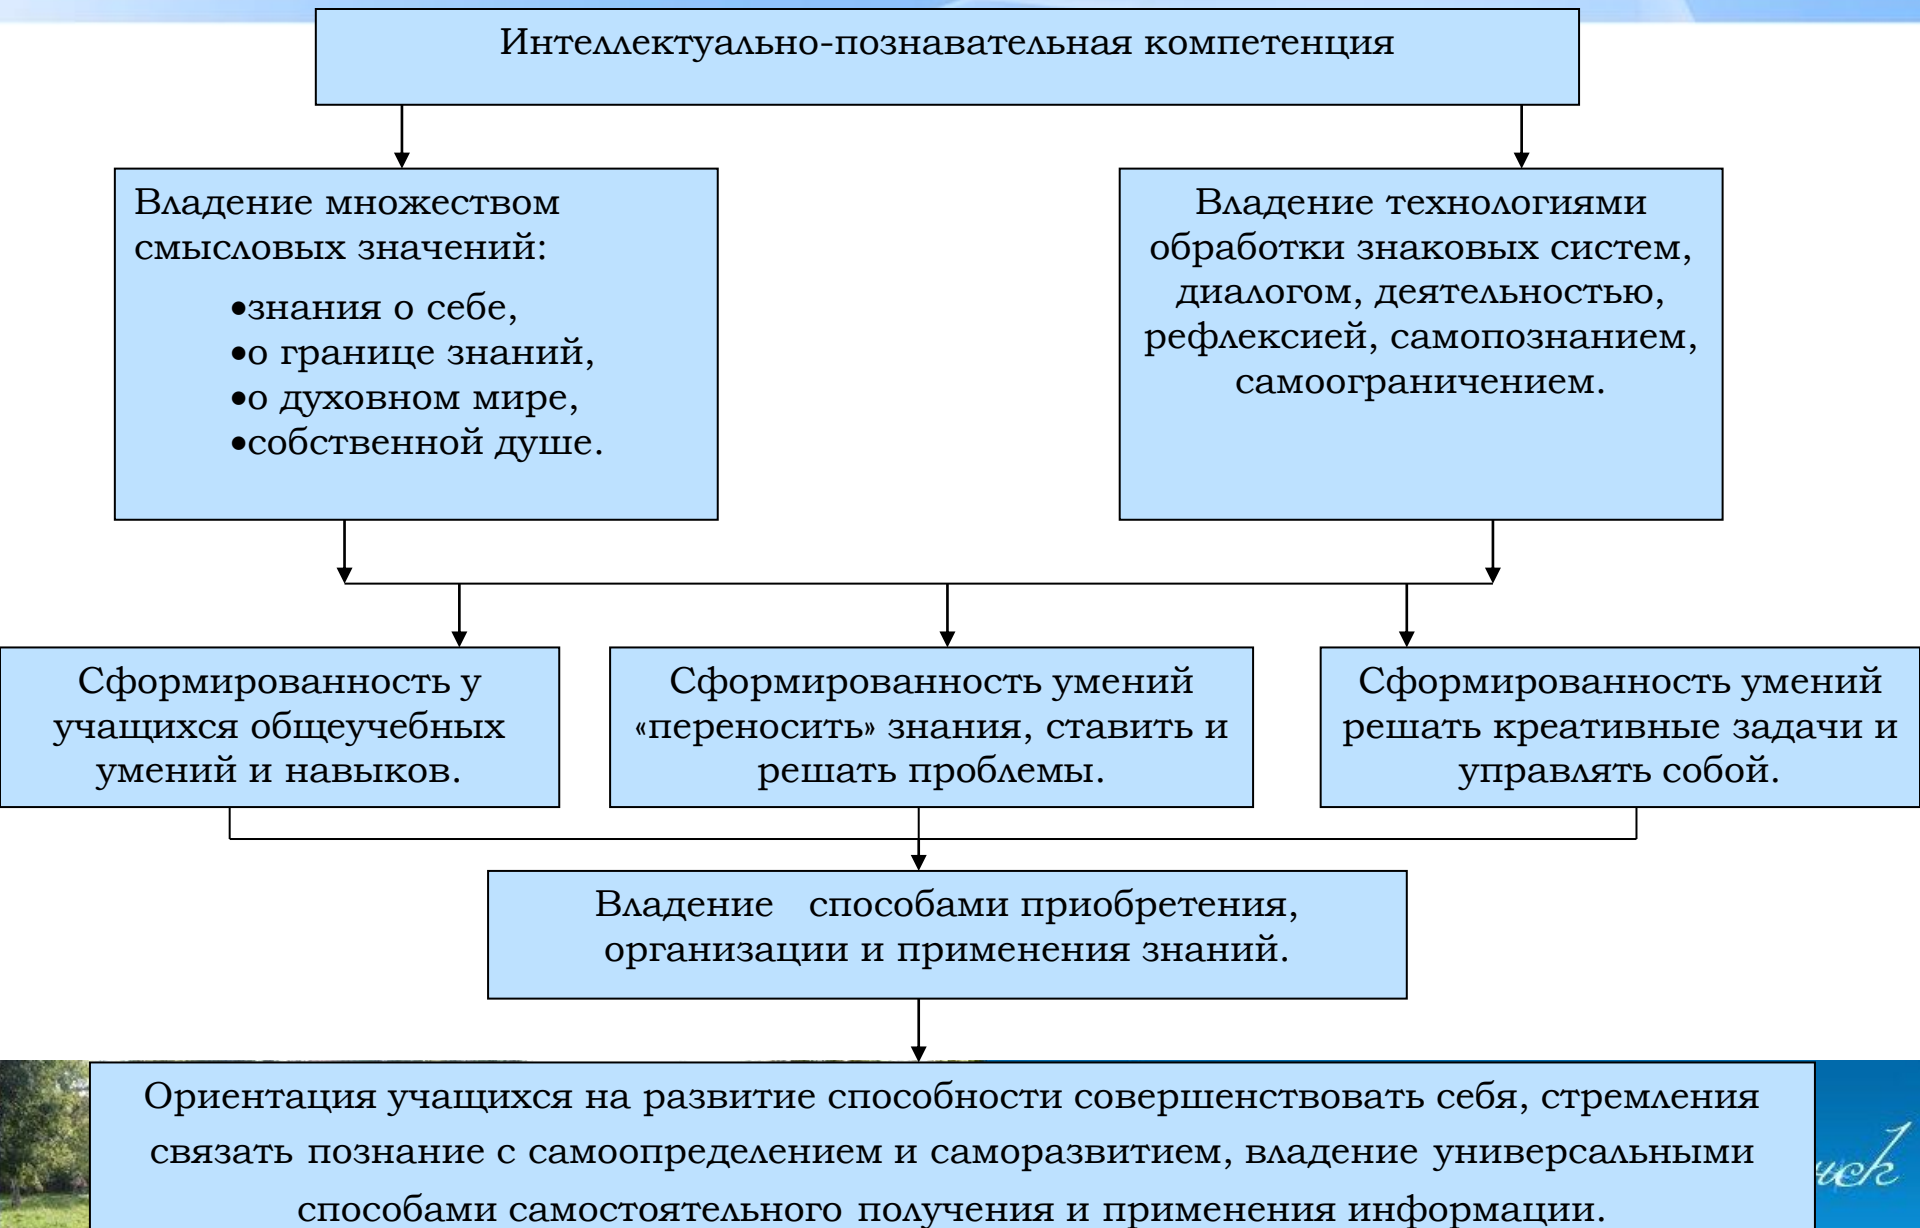 Интеллектуально-познавательная компетенция
Владение множеством
смысловых значений:
•знания о себе,
•о границе знаний,
•о духовном мире,
•собственной душе.
Владение технологиями
обработки знаковых систем,
диалогом, деятельностью,
рефлексией, самопознанием,
самоограничением.
Сформированность у
учащихся общеучебных
умений и навыков.
Сформированность умений
«переносить» знания, ставить и
решать проблемы.
Сформированность умений
решать креативные задачи и
управлять собой.
Владение   способами приобретения,
организации и применения знаний.
Ориентация учащихся на развитие способности совершенствовать себя, стремления
связать познание с самоопределением и саморазвитием, владение универсальными
способами самостоятельного получения и применения информации.